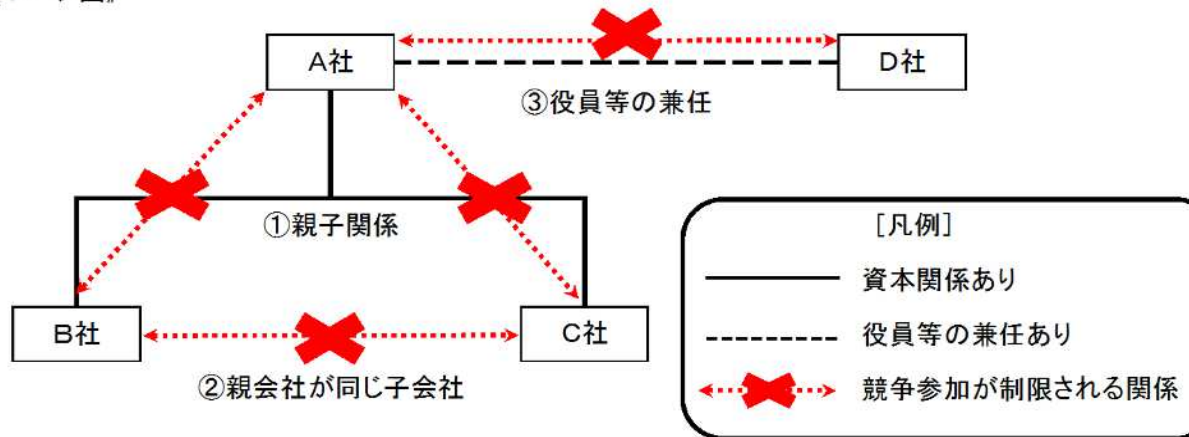 A社
D社
③役員等の兼任
①親子関係
B社
C社
②親会社が同じ子会社
[凡例]
資本関係あり
役員等の兼任あり
競争参加が制限される関係